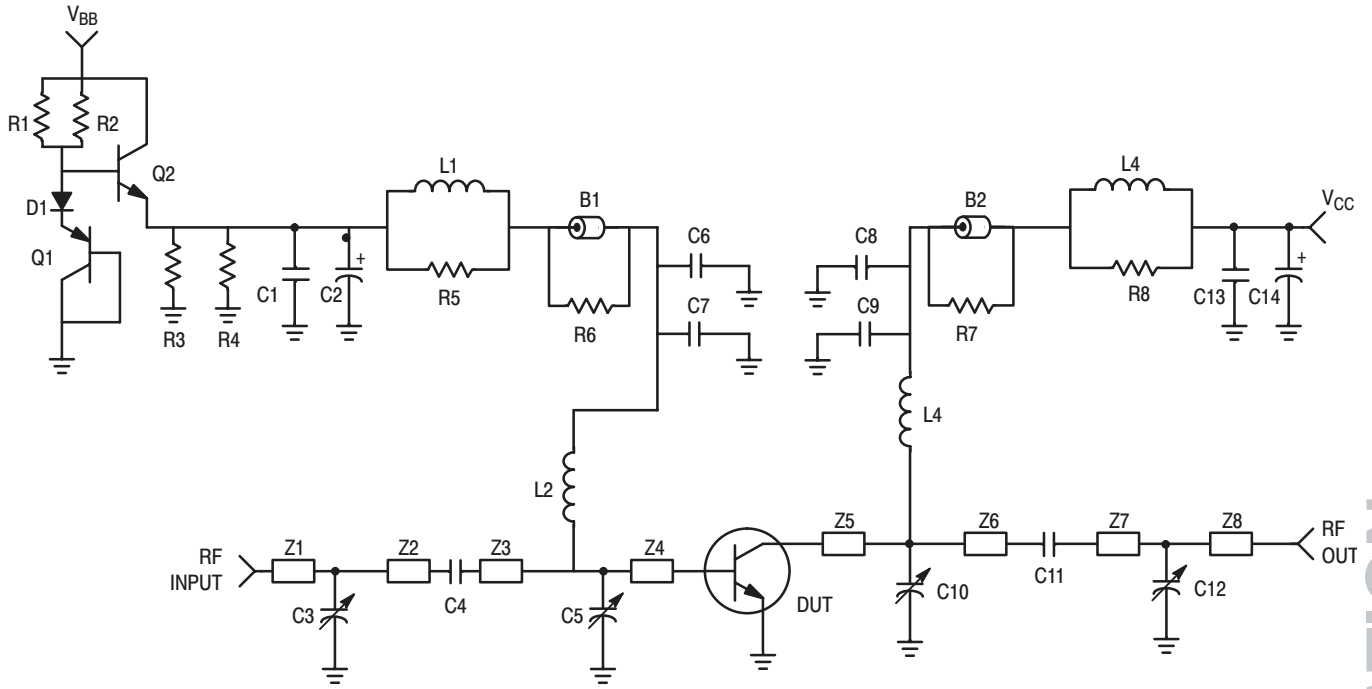 VBB
R1
R2
Q2
D1
Q1
R3
R4
C1
C2
+
L1
R5
B1
R6
C6
C7
L2
C8
C9
B2
R7
L4
R8
VCC
C13
C14
+
L4
RF
INPUT
Z1
C3
Z2
C4
Z3
C5
Z4
DUT
Z5
C10
Z6
C11
Z7
C12
Z8
RF
OUT